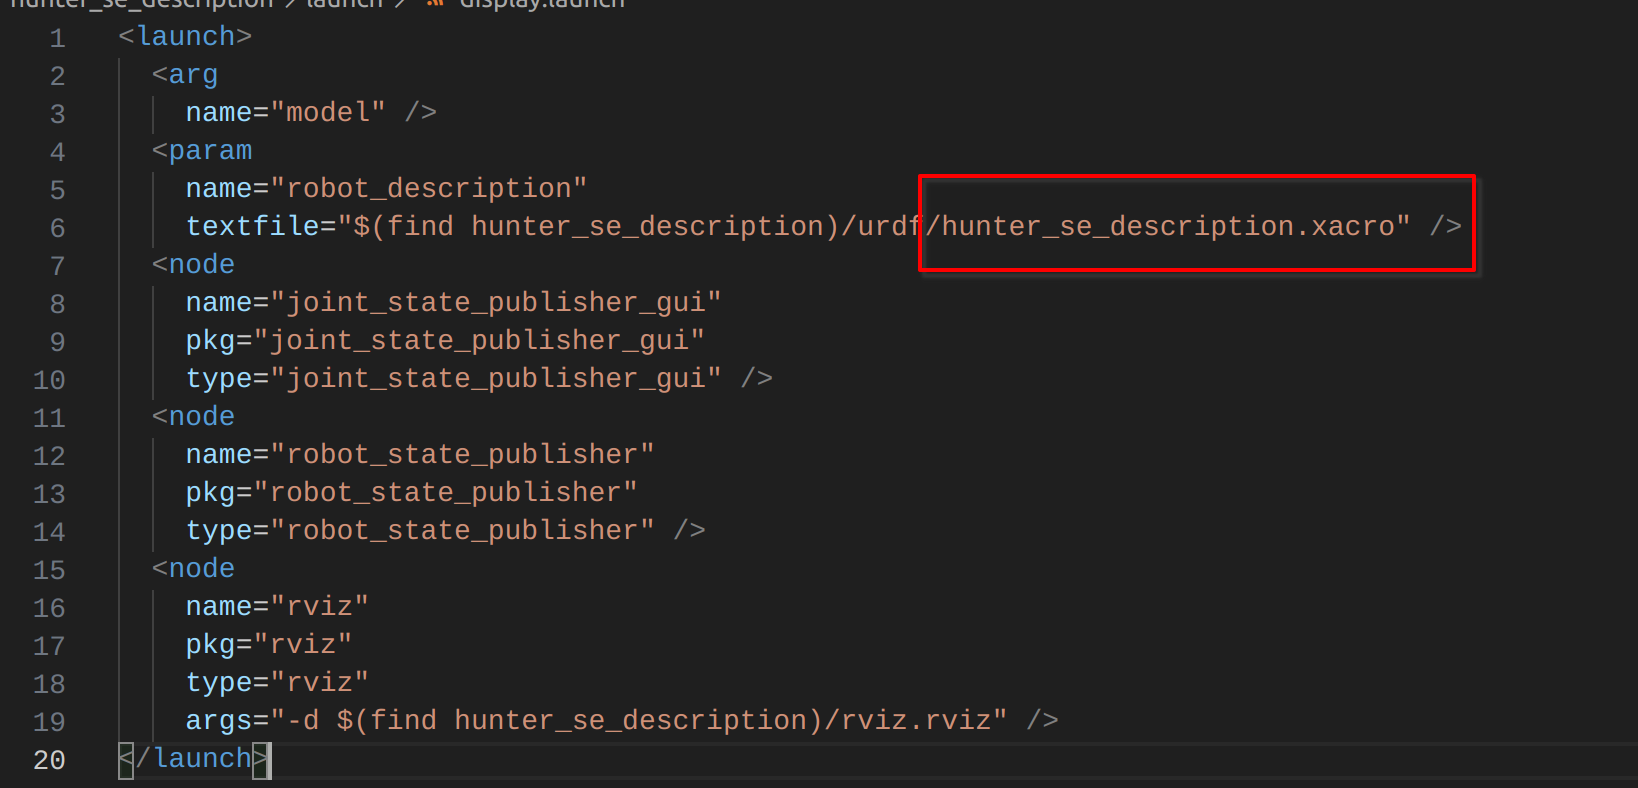 hunter_se_description > launch > display.launch
1 <launch>
2 <arg
3 name="model" />
4 <param
5 name="robot_description"
6 textfile="$(find hunter_se_description)/urdf/hunter_se_description.xacro" />
7 <node
8 name="joint_state_publisher_gui"
9 pkg="joint_state_publisher_gui"
10 type="joint_state_publisher_gui" />
11 <node
12 name="robot_state_publisher"
13 pkg="robot_state_publisher"
14 type="robot_state_publisher" />
15 <node
16 name="rviz"
17 pkg="rviz"
18 type="rviz"
19 args="-d $(find hunter_se_description)/rviz.rviz" />
20 </launch>